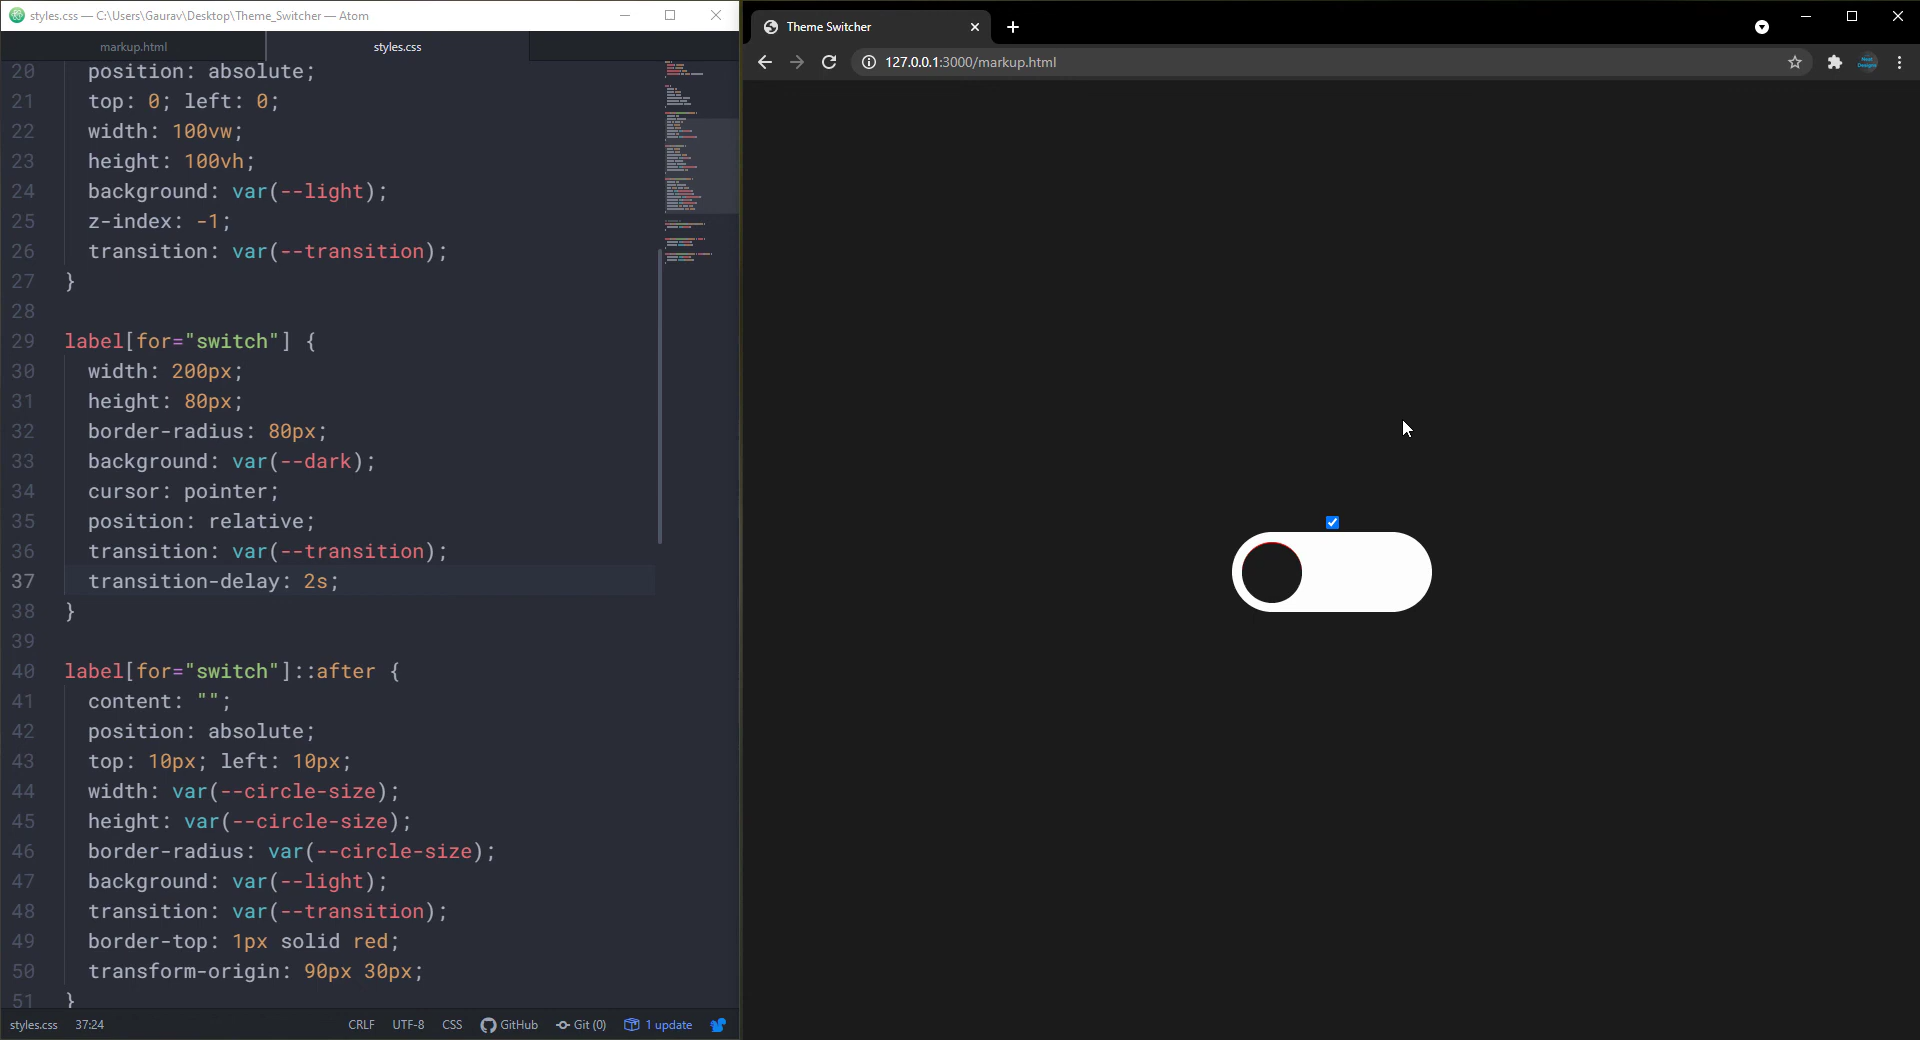 styles.css — C:\Users\Gaurav\Desktop\Theme_Switcher — Atom
markup.html
styles.css
20 position: absolute;
21 top: 0; left: 0;
22 width: 100vw;
23 height: 100vh;
24 background: var(--light);
25 z-index: -1;
26 transition: var(--transition);
27 }
28
29 label[for="switch"] {
30 width: 200px;
31 height: 80px;
32 border-radius: 80px;
33 background: var(--dark);
34 cursor: pointer;
35 position: relative;
36 transition: var(--transition);
37 transition-delay: 2s;
38 }
39
40 label[for="switch"]::after {
41 content: "";
42 position: absolute;
43 top: 10px; left: 10px;
44 width: var(--circle-size);
45 height: var(--circle-size);
46 border-radius: var(--circle-size);
47 background: var(--light);
48 transition: var(--transition);
49 border-top: 1px solid red;
50 transform-origin: 90px 30px;
51 }
styles.css 37:24 CRLF UTF-8 CSS GitHub Git (0) 1 update
Theme Switcher
127.0.0.1:3000/markup.html